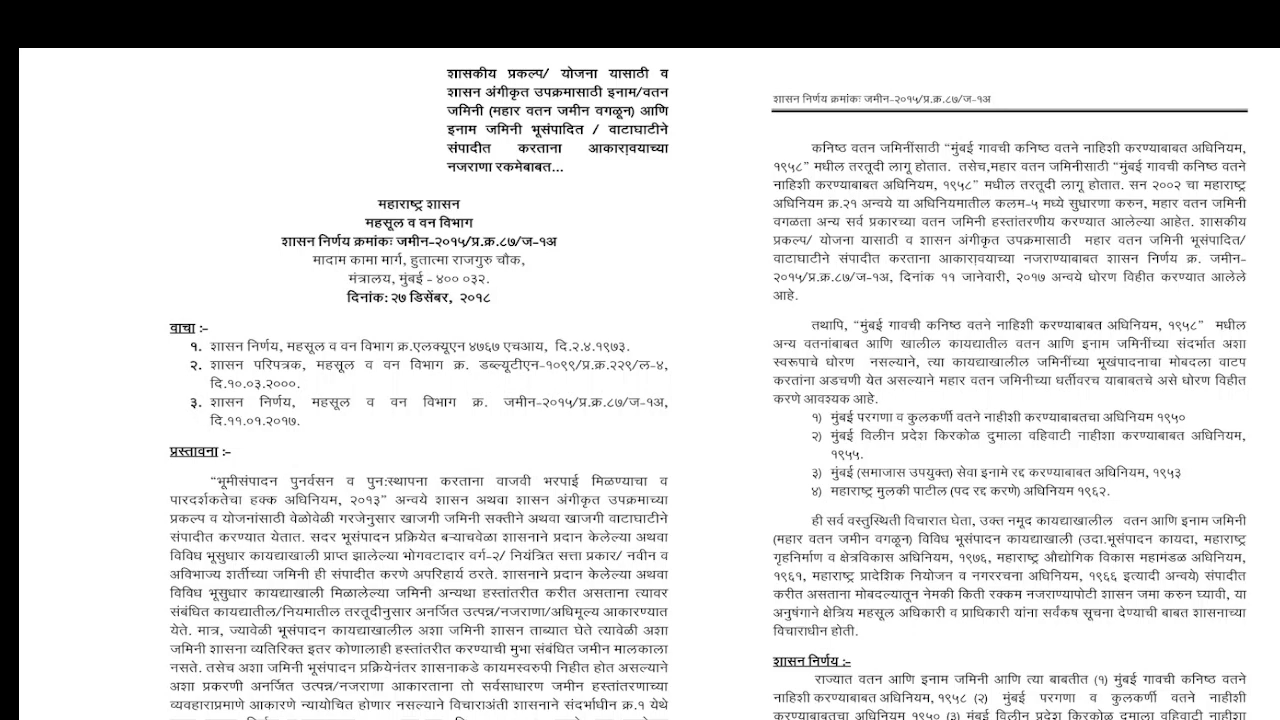 शासकीय प्रकल्प/ योजना यासाठी व
शासन अंगीकृत उपक्रमासाठी इनाम/वतन
जमिनी (महार वतन जमीन वगळून) आणि
इनाम जमिनी भूसंपादित / वाटाघाटीने
संपादीत करताना आकारावयाच्या
नजराणा रकमेबाबत...
महाराष्ट्र शासन
महसूल व वन विभाग
शासन निर्णय क्रमांकः जमीन-२०१५/प्र.क्र.८७/ज-१अ
मादाम कामा मार्ग, हुतात्मा राजगुरु चौक,
मंत्रालय, मुंबई - ४०० ०३२.
दिनांक: २७ डिसेंबर, २०१८
वाचा :-
१. शासन निर्णय, महसूल व वन विभाग क्र.एलक्यूएन ४७६७ एचआय, दि.२.४.१९७३.
२. शासन परिपत्रक, महसूल व वन विभाग क्र. डब्ल्यूटीएन-१०९९/प्र.क्र.२२९/ल-४,
दि.१०.०३.२०००.
३. शासन निर्णय, महसूल व वन विभाग क्र. जमीन-२०१५/प्र.क्र.८७/ज-१अ,
दि.११.०१.२०१७.
प्रस्तावना :-
“भूमीसंपादन पुनर्वसन व पुन:स्थापना करताना वाजवी भरपाई मिळण्याचा व
पारदर्शकतेचा हक्क अधिनियम, २०१३” अन्वये शासन अथवा शासन अंगीकृत उपक्रमाच्या
प्रकल्प व योजनांसाठी वेळोवेळी गरजेनुसार खाजगी जमिनी सक्तीने अथवा खाजगी वाटाघाटीने
संपादीत करण्यात येतात. सदर भूसंपादन प्रक्रियेत बऱ्याचवेळा शासनाने प्रदान केलेल्या अथवा
विविध भूसुधार कायद्याखाली प्राप्त झालेल्या भोगवटादार वर्ग-२/ नियंत्रित सत्ता प्रकार/ नवीन व
अविभाज्य शर्तीच्या जमिनी ही संपादीत करणे अपरिहार्य ठरते. शासनाने प्रदान केलेल्या अथवा
विविध भूसुधार कायद्याखाली मिळालेल्या जमिनी अन्यथा हस्तांतरीत करीत असताना त्यावर
संबंधित कायद्यातील/नियमातील तरतूदीनुसार अनर्जित उत्पन्न/नजराणा/अधिमूल्य आकारण्यात
येते. मात्र, ज्यावेळी भूसंपादन कायद्याखालील अशा जमिनी शासन ताब्यात घेते त्यावेळी अशा
जमिनी शासना व्यतिरिक्त इतर कोणालाही हस्तांतरीत करण्याची मुभा संबंधित जमीन मालकाला
नसते. तसेच अशा जमिनी भूसंपादन प्रक्रियेनंतर शासनाकडे कायमस्वरुपी निहीत होत असल्याने
अशा प्रकरणी अनर्जित उत्पन्न/नजराणा आकारताना तो सर्वसाधारण जमीन हस्तांतरणाच्या
व्यवहाराप्रमाणे आकारणे न्यायोचित होणार नसल्याने विचाराअंती शासनाने संदर्भाधीन क्र.१ येथे
शासन निर्णय क्रमांकः जमीन-२०१५/प्र.क्र.८७/ज-१अ
कनिष्ठ वतन जमिनींसाठी “मुंबई गावची कनिष्ठ वतने नाहिशी करण्याबाबत अधिनियम,
१९५८” मधील तरतूदी लागू होतात. तसेच,महार वतन जमिनीसाठी “मुंबई गावची कनिष्ठ वतने
नाहिशी करण्याबाबत अधिनियम, १९५८” मधील तरतूदी लागू होतात. सन २००२ चा महाराष्ट्र
अधिनियम क्र.२१ अन्वये या अधिनियमातील कलम-५ मध्ये सुधारणा करुन, महार वतन जमिनी
वगळता अन्य सर्व प्रकारच्या वतन जमिनी हस्तांतरणीय करण्यात आलेल्या आहेत. शासकीय
प्रकल्प/ योजना यासाठी व शासन अंगीकृत उपक्रमासाठी महार वतन जमिनी भूसंपादित/
वाटाघाटीने संपादीत करताना आकारावयाच्या नजराण्याबाबत शासन निर्णय क्र. जमीन-
२०१५/प्र.क्र.८७/ज-१अ, दिनांक ११ जानेवारी, २०१७ अन्वये धोरण विहीत करण्यात आलेले
आहे.
तथापि, “मुंबई गावची कनिष्ठ वतने नाहिशी करण्याबाबत अधिनियम, १९५८” मधील
अन्य वतनांबाबत आणि खालील कायद्यातील वतन आणि इनाम जमिनींच्या संदर्भात अशा
स्वरूपाचे धोरण नसल्याने, त्या कायद्याखालील जमिनींच्या भूखंपादनाचा मोबदला वाटप
करतांना अडचणी येत असल्याने महार वतन जमिनीच्या धर्तीवरच याबाबतचे असे धोरण विहीत
करणे आवश्यक आहे.
१) मुंबई परगणा व कुलकर्णी वतने नाहीशी करण्याबाबतचा अधिनियम १९५०
२) मुंबई विलीन प्रदेश किरकोळ दुमाला वहिवाटी नाहीशा करण्याबाबत अधिनियम,
१९५५.
३) मुंबई (समाजास उपयुक्त) सेवा इनामे रद्द करण्याबाबत अधिनियम, १९५३
४) महाराष्ट्र मुलकी पाटील (पद रद्द करणे) अधिनियम १९६२.
ही सर्व वस्तुस्थिती विचारात घेता, उक्त नमूद कायद्याखालील वतन आणि इनाम जमिनी
(महार वतन जमीन वगळून) विविध भूसंपादन कायद्याखाली (उदा.भूसंपादन कायदा, महाराष्ट्र
गृहनिर्माण व क्षेत्रविकास अधिनियम, १९७६, महाराष्ट्र औद्योगिक विकास महामंडळ अधिनियम,
१९६१, महाराष्ट्र प्रादेशिक नियोजन व नगररचना अधिनियम, १९६६ इत्यादी अन्वये) संपादीत
करीत असताना मोबदल्यातून नेमकी किती रक्कम नजराण्यापोटी शासन जमा करुन घ्यावी, या
अनुषंगाने क्षेत्रिय महसूल अधिकारी व प्राधिकारी यांना सर्वंकष सूचना देण्याची बाबत शासनाच्या
विचाराधीन होती.
शासन निर्णय :-
राज्यात वतन आणि इनाम जमिनी आणि त्या बाबतीत (१) मुंबई गावची कनिष्ठ वतने
नाहिशी करण्याबाबत अधिनियम, १९५८ (२) मुंबई परगणा व कुलकर्णी वतने नाहीशी
करण्याबाबत अधिनियम १९५० (३) मुंबई विलीन प्रदेश किरकोळ दुमाला वहिवाटी नाहीशा